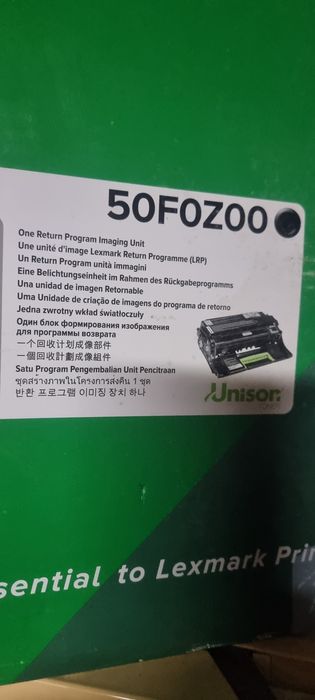 50F0Z00
One Return Program Imaging Unit
Une unité d'image Lexmark Return Programme (LRP)
Un Return Program unità immagini
Eine Belichtungseinheit im Rahmen des Rückgabeprogramms
Una unidad de imagen Retornable
Uma Unidade de criação de imagens do programa de retorno
Jedna zwrotny wkład światłoczuły
Один блок формирования изображения
для программы возврата
一个回收计划成像部件
一個回收計劃成像組件
Satu Program Pengembalian Unit Pencitraan
ชุดสร้างภาพในโครงการส่งคืน 1 ชุด
반환 프로그램 이미징 장치 하나
Unison
sential to Lexmark Prin